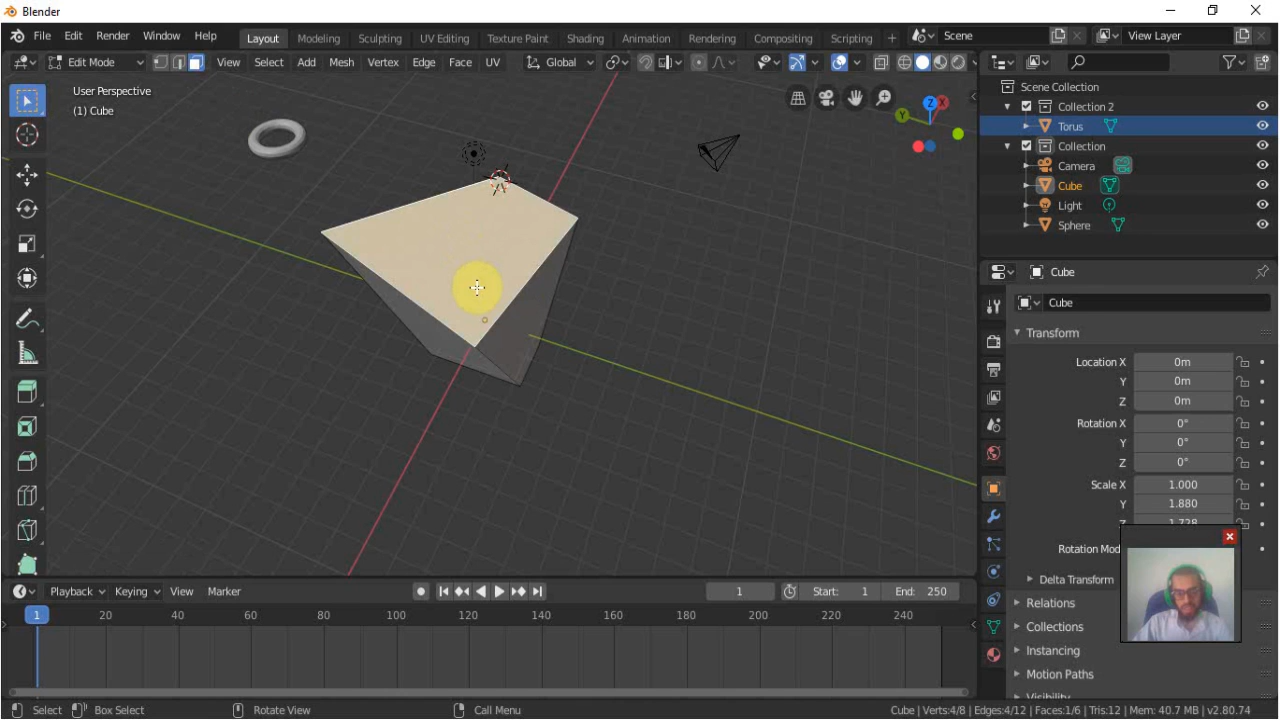 Blender
File Edit Render Window Help Layout Modeling Sculpting UV Editing Texture Paint Shading Animation Rendering Compositing Scripting + Scene View Layer
Edit Mode View Select Add Mesh Vertex Edge Face UV Global
User Perspective
(1) Cube
Z
X
Y
Scene Collection
Collection 2
Torus
Collection
Camera
Cube
Light
Sphere
Cube
Cube
Transform
Location X 0m
Y 0m
Z 0m
Rotation X 0°
Y 0°
Z 0°
Scale X 1.000
Y 1.880
Z 1.728
Rotation Mod
Delta Transform
Relations
Collections
Instancing
Motion Paths
Visibility
Playback Keying View Marker 1 Start: 1 End: 250
1 20 40 60 80 100 120 140 160 180 200 220 240
Select Box Select Rotate View Call Menu Cube | Verts:4/8 | Edges:4/12 | Faces:1/6 | Tris:12 | Mem: 40.7 MB | v2.80.74